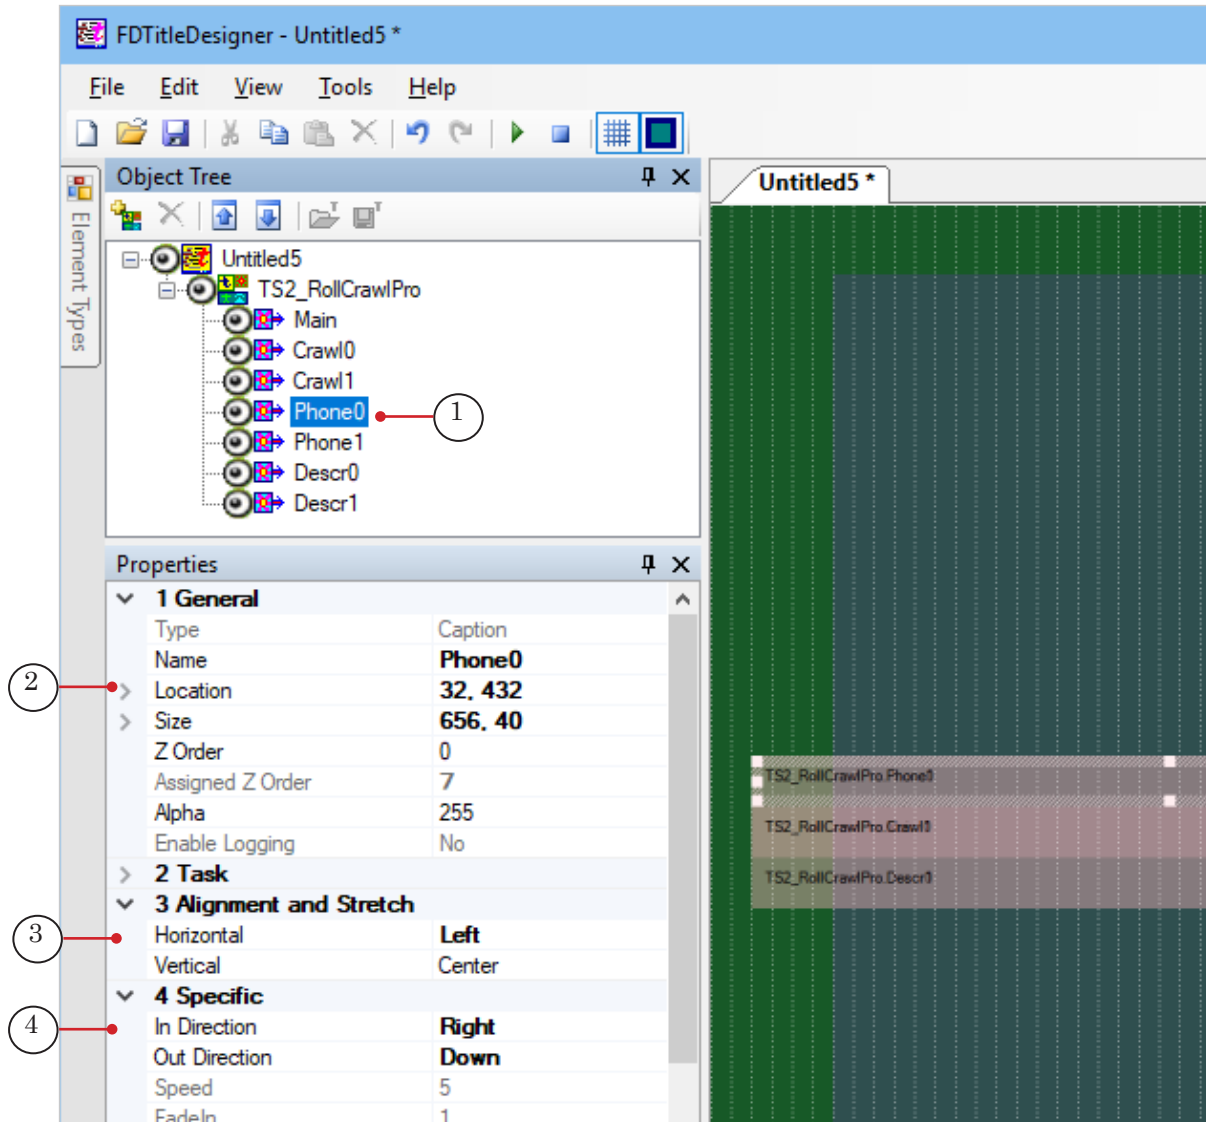 FDTitleDesigner - Untitled5 *
File Edit View Tools Help
Object Tree
Untitled5 *
Element Types
Untitled5
TS2_RollCrawlPro
Main
Crawl0
Crawl1
Phone0
1
Phone1
Descr0
Descr1
Properties
1 General
Type Caption
Name Phone0
2
Location 32, 432
Size 656, 40
Z Order 0
Assigned Z Order 7
Alpha 255
Enable Logging No
2 Task
3 Alignment and Stretch
3
Horizontal Left
Vertical Center
4 Specific
4
In Direction Right
Out Direction Down
Speed 5
FadeIn 1
TS2_RollCrawlPro.Phone0
TS2_RollCrawlPro.Crawl0
TS2_RollCrawlPro.Descr0